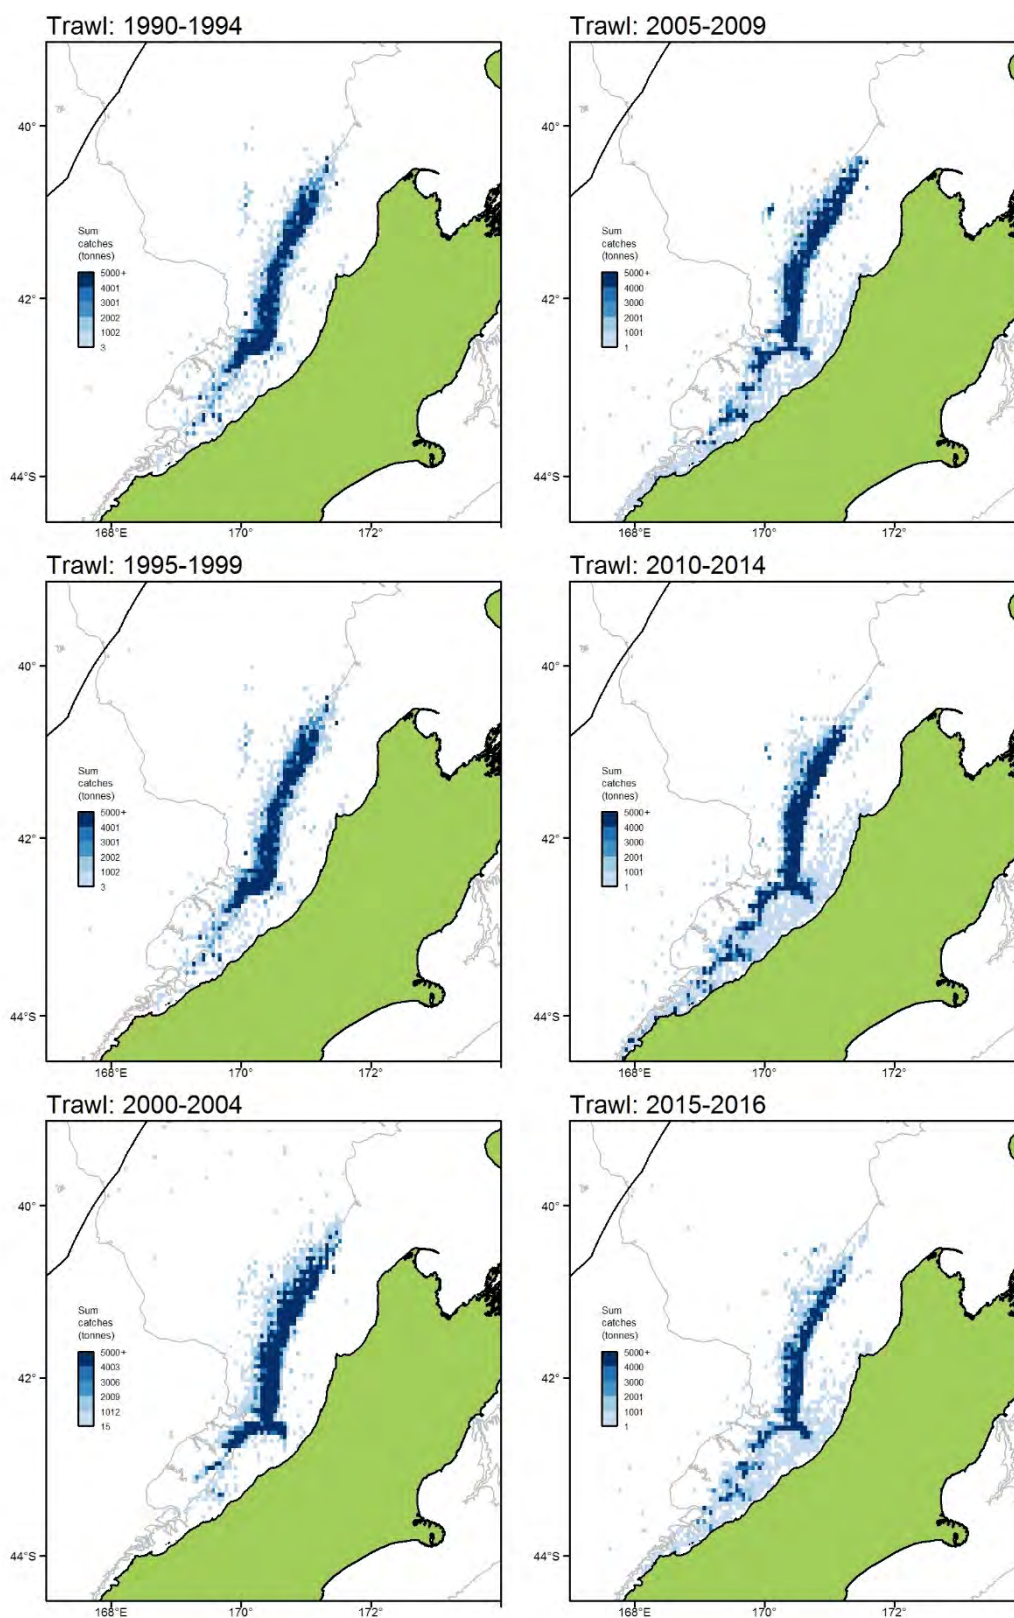 Trawl: 1990-1994
40°
42°
44°S
168°E
170°
172°
Sum
catches
(tonnes)
5000+
4001
3001
2002
1002
3
Trawl: 2005-2009
40°
42°
44°S
168°E
170°
172°
Sum
catches
(tonnes)
5000+
4000
3000
2001
1001
1
Trawl: 1995-1999
40°
42°
44°S
168°E
170°
172°
Sum
catches
(tonnes)
5000+
4001
3001
2002
1002
3
Trawl: 2010-2014
40°
42°
44°S
168°E
170°
172°
Sum
catches
(tonnes)
5000+
4000
3000
2001
1001
1
Trawl: 2000-2004
40°
42°
44°S
168°E
170°
172°
Sum
catches
(tonnes)
5000+
4003
3006
2009
1012
15
Trawl: 2015-2016
40°
42°
44°S
168°E
170°
172°
Sum
catches
(tonnes)
5000+
4000
3000
2001
1001
1